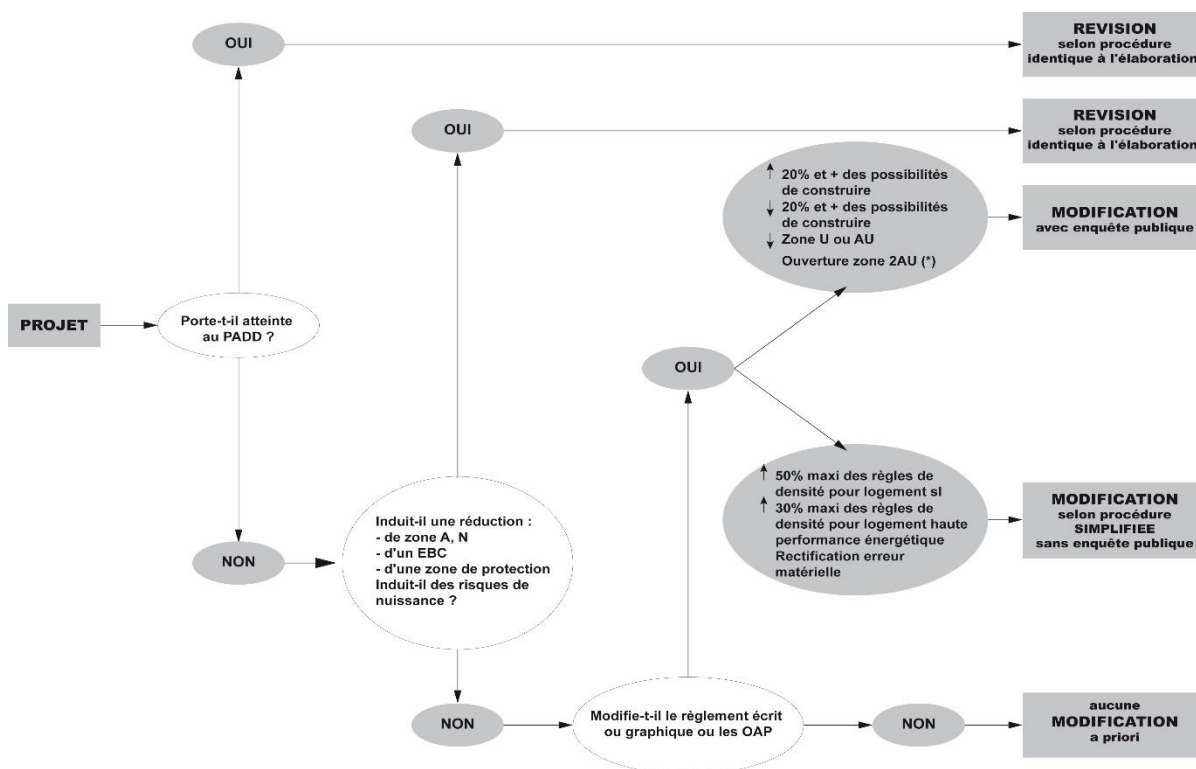 OUI
REVISION
selon procédure
identique à l'élaboration
OUI
REVISION
selon procédure
identique à l'élaboration
↑ 20% et + des possibilités
de construire
↓ 20% et + des possibilités
de construire
↓ Zone U ou AU
Ouverture zone 2AU (*)
MODIFICATION
avec enquête publique
PROJET
Porte-t-il atteinte
au PADD ?
OUI
↑ 50% maxi des règles de
densité pour logement sl
↑ 30% maxi des règles de
densité pour logement haute
performance énergétique
Rectification erreur
matérielle
MODIFICATION
selon procédure
SIMPLIFIEE
sans enquête publique
NON
Induit-il une réduction :
- de zone A, N
- d'un EBC
- d'une zone de protection
Induit-il des risques de
nuissance ?
NON
Modifie-t-il le règlement écrit
ou graphique ou les OAP
NON
aucune
MODIFICATION
a priori